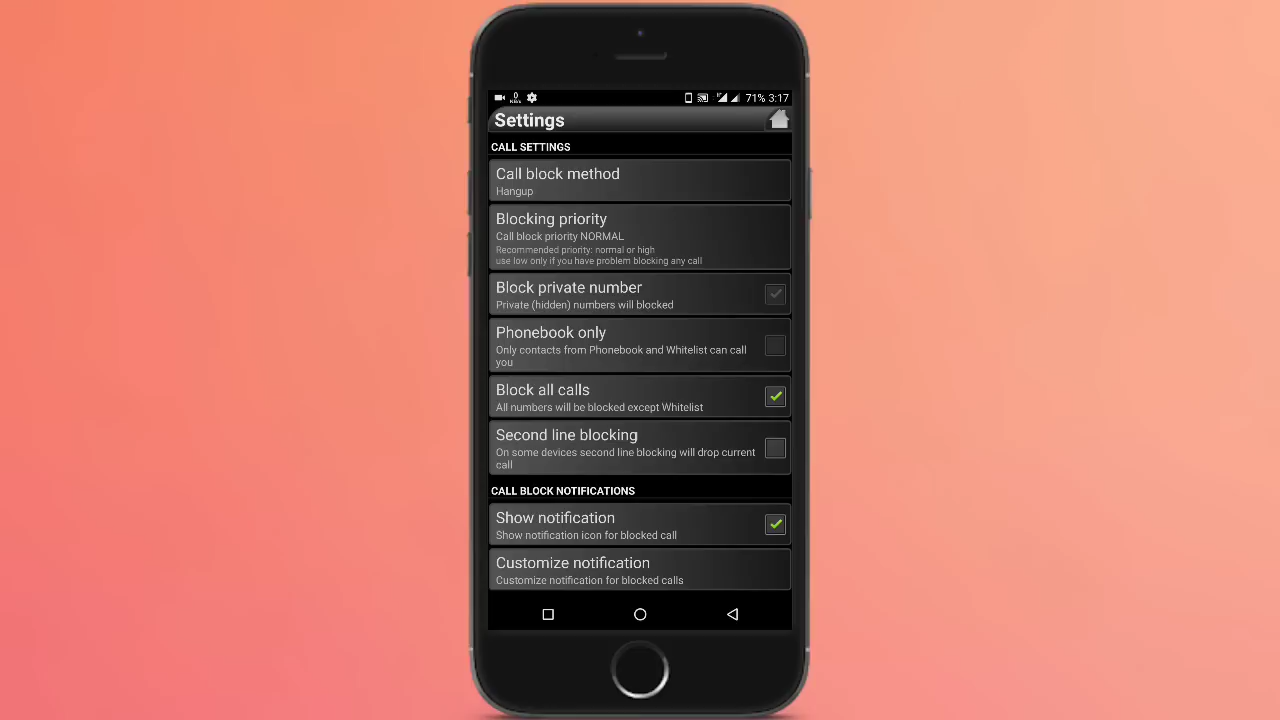 0
71% 3:17
Settings
CALL SETTINGS
Call block method
Hangup
Blocking priority
Call block priority NORMAL
Recommended priority: normal or high
use low only if you have problem blocking any call
Block private number
Private (hidden) numbers will blocked
Phonebook only
Only contacts from Phonebook and Whitelist can call
you
Block all calls
All numbers will be blocked except Whitelist
Second line blocking
On some devices second line blocking will drop current
call
CALL BLOCK NOTIFICATIONS
Show notification
Show notification icon for blocked call
Customize notification
Customize notification for blocked calls